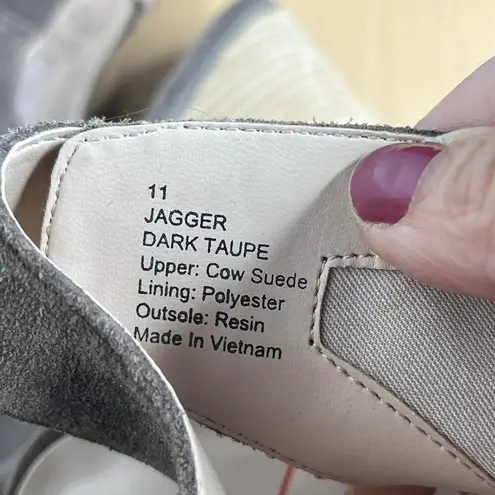 11
JAGGER
DARK TAUPE
Upper: Cow Suede
Lining: Polyester
Outsole: Resin
Made In Vietnam